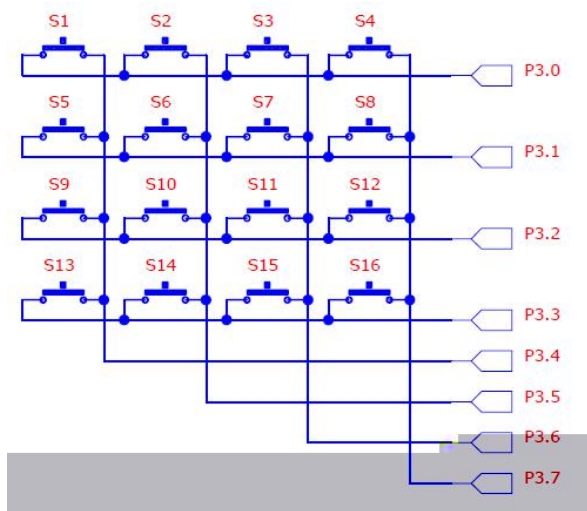 S1 S2 S3 S4
P3.0
S5 S6 S7 S8
P3.1
S9 S10 S11 S12
P3.2
S13 S14 S15 S16
P3.3
P3.4
P3.5
P3.6
P3.7